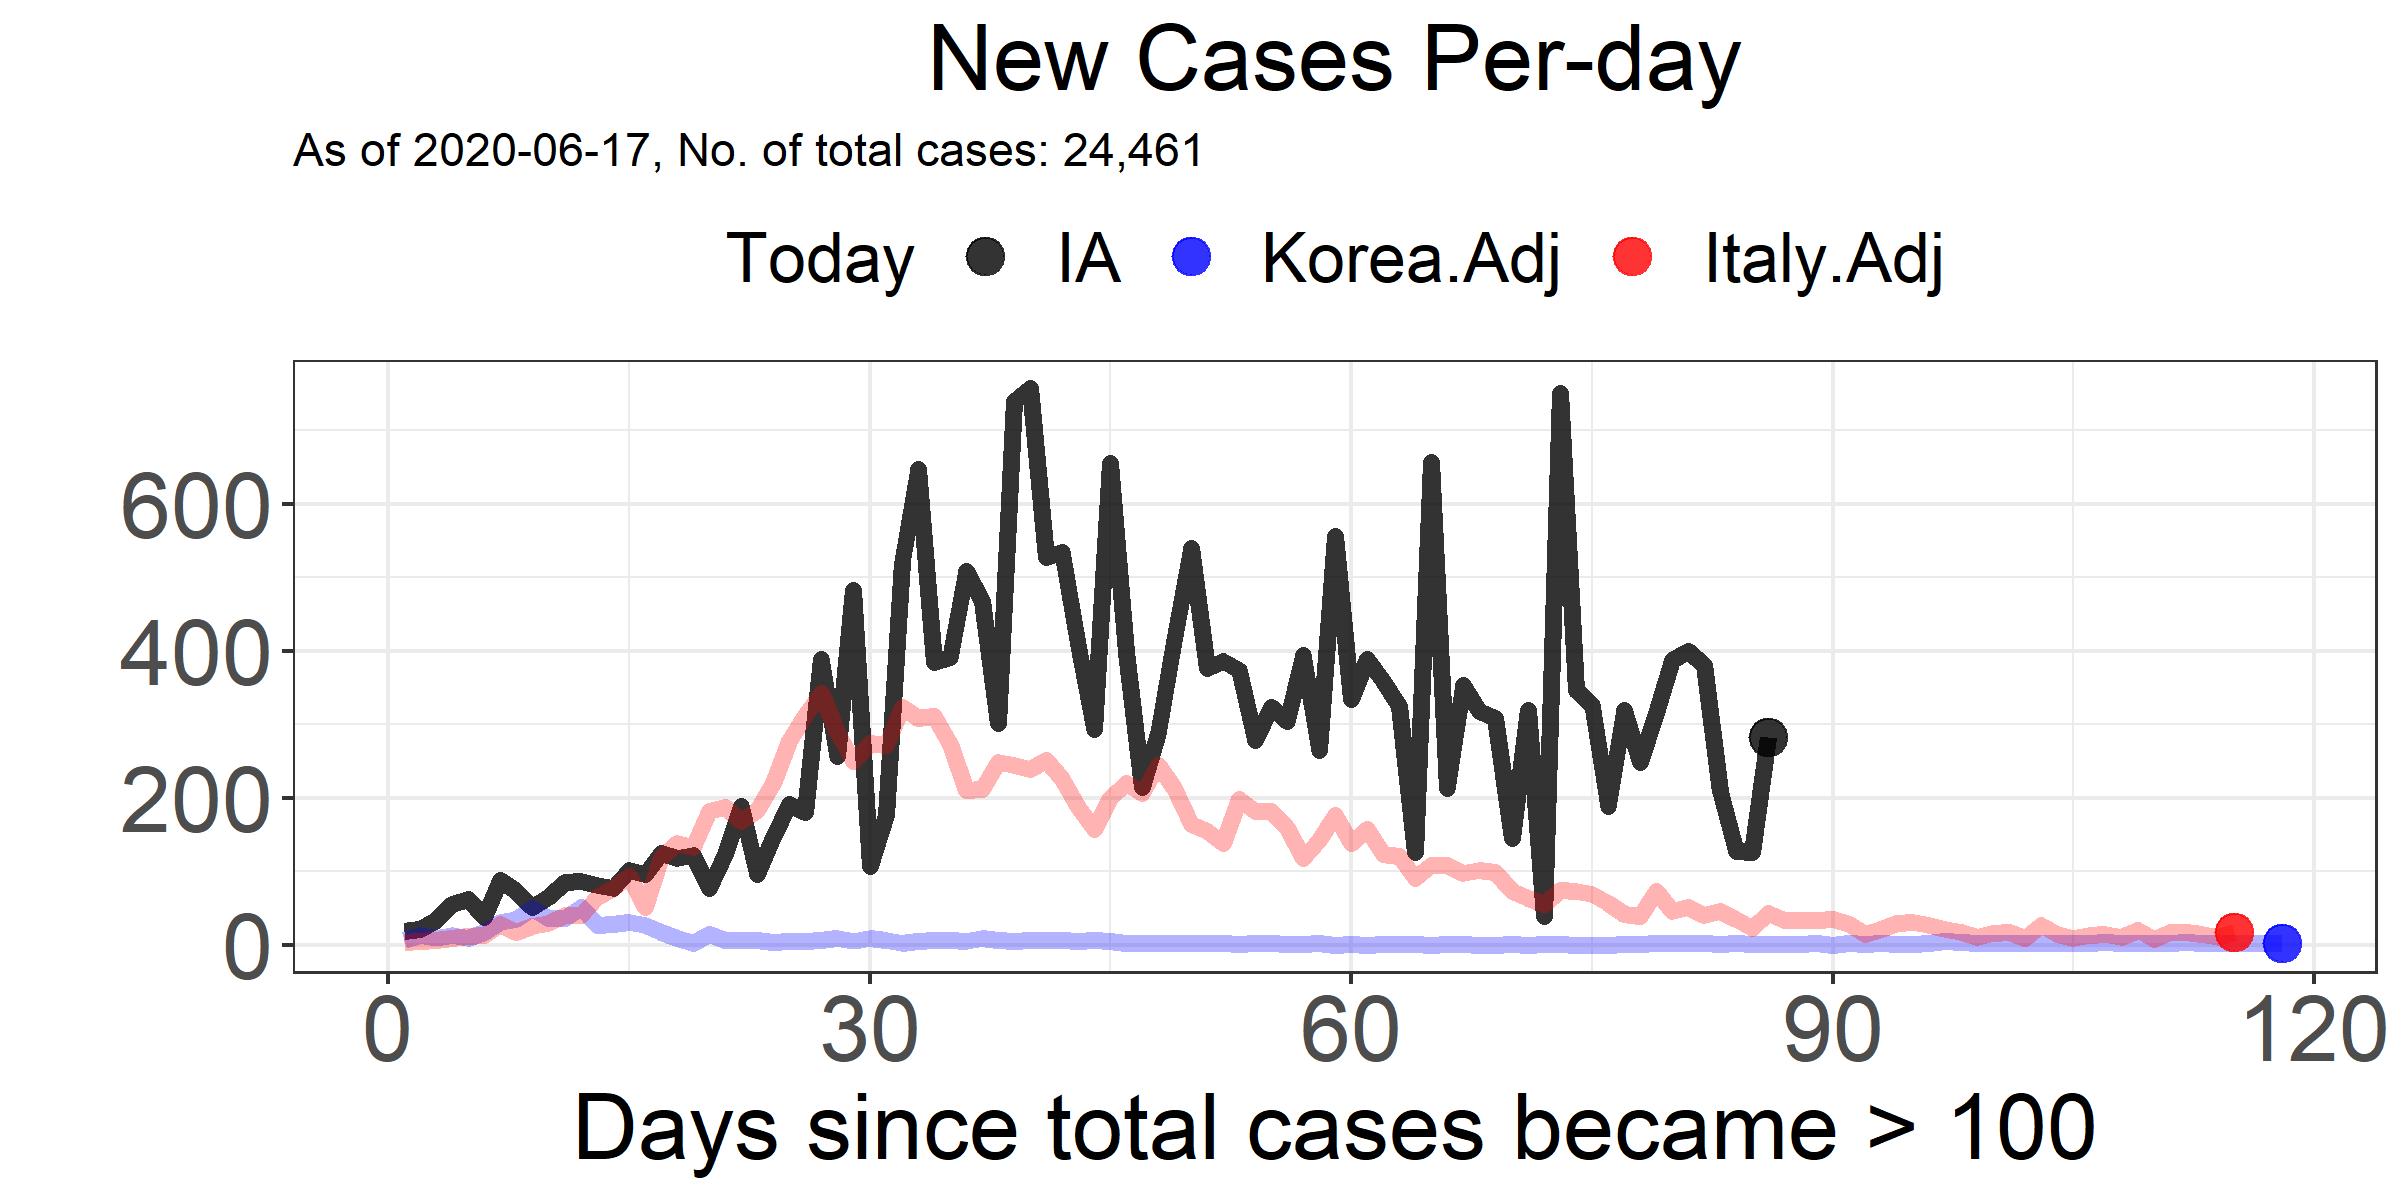 New Cases Per-day
As of 2020-06-17, No. of total cases: 24,461
Today IA Korea.Adj Italy.Adj
600
400
200
0
0 30 60 90 120
Days since total cases became > 100